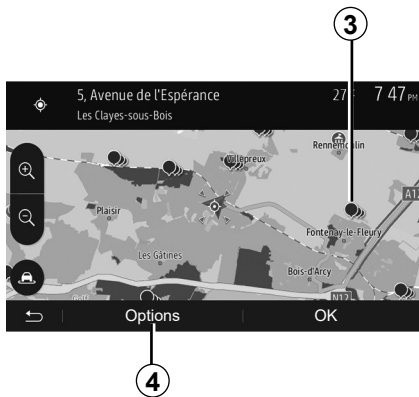 3
5, Avenue de l'Espérance
27° 7 47 PM
Les Clayes-sous-Bois
Rennemoulin
Villepreux
A12
Plaisir
Fontenay-le-Fleury
Les Gâtines
Bois-d'Arcy
N12
Options
OK
4